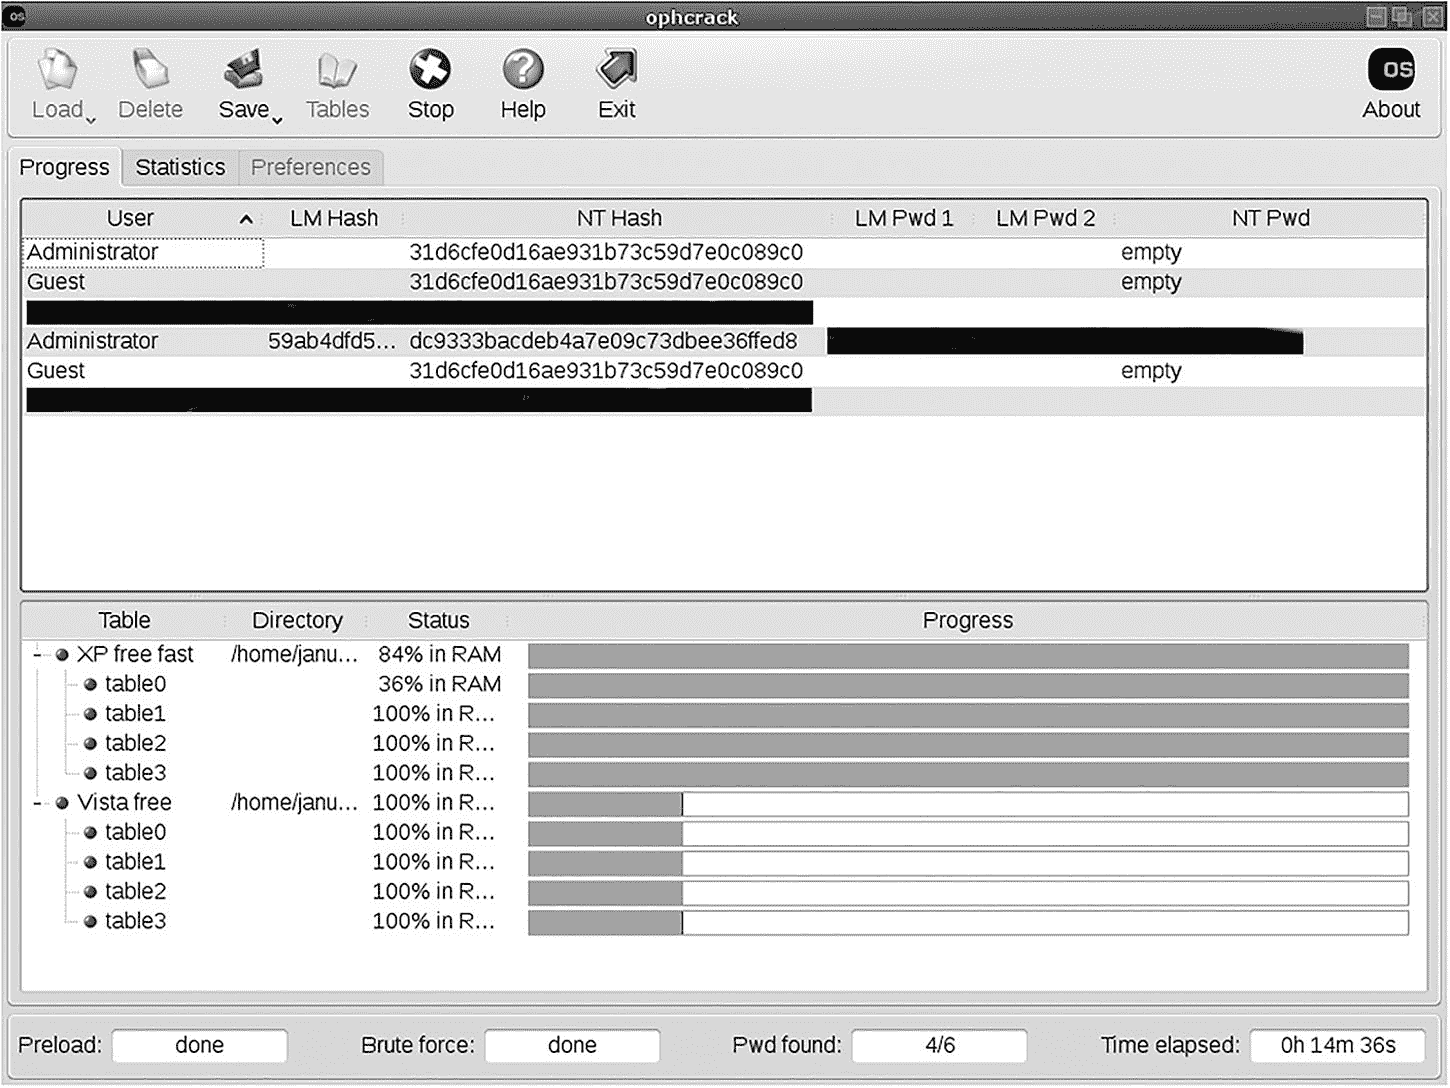 OS ophcrack
OS
Load Delete Save Tables Stop Help Exit About
Progress Statistics Preferences
User LM Hash NT Hash LM Pwd 1 LM Pwd 2 NT Pwd
Administrator 31d6cfe0d16ae931b73c59d7e0c089c0 empty
Guest 31d6cfe0d16ae931b73c59d7e0c089c0 empty
Administrator 59ab4dfd5... dc9333bacdeb4a7e09c73dbee36ffed8
Guest 31d6cfe0d16ae931b73c59d7e0c089c0 empty
Table Directory Status Progress
XP free fast /home/janu... 84% in RAM
table0 36% in RAM
table1 100% in R...
table2 100% in R...
table3 100% in R...
Vista free /home/janu... 100% in R...
table0 100% in R...
table1 100% in R...
table2 100% in R...
table3 100% in R...
Preload: done Brute force: done Pwd found: 4/6 Time elapsed: 0h 14m 36s